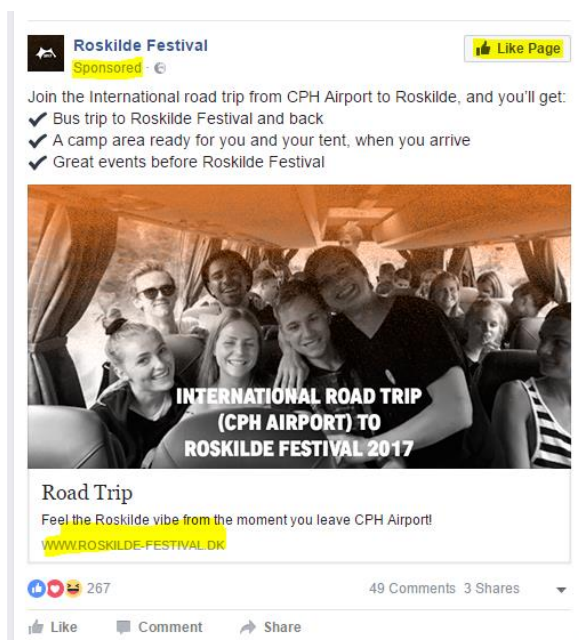 Roskilde Festival
Like Page
Sponsored ·
Join the International road trip from CPH Airport to Roskilde, and you'll get:
✔ Bus trip to Roskilde Festival and back
✔ A camp area ready for you and your tent, when you arrive
✔ Great events before Roskilde Festival
INTERNATIONAL ROAD TRIP
(CPH AIRPORT) TO
ROSKILDE FESTIVAL 2017
Road Trip
Feel the Roskilde vibe from the moment you leave CPH Airport!
WWW.ROSKILDE-FESTIVAL.DK
267 49 Comments 3 Shares
Like Comment Share